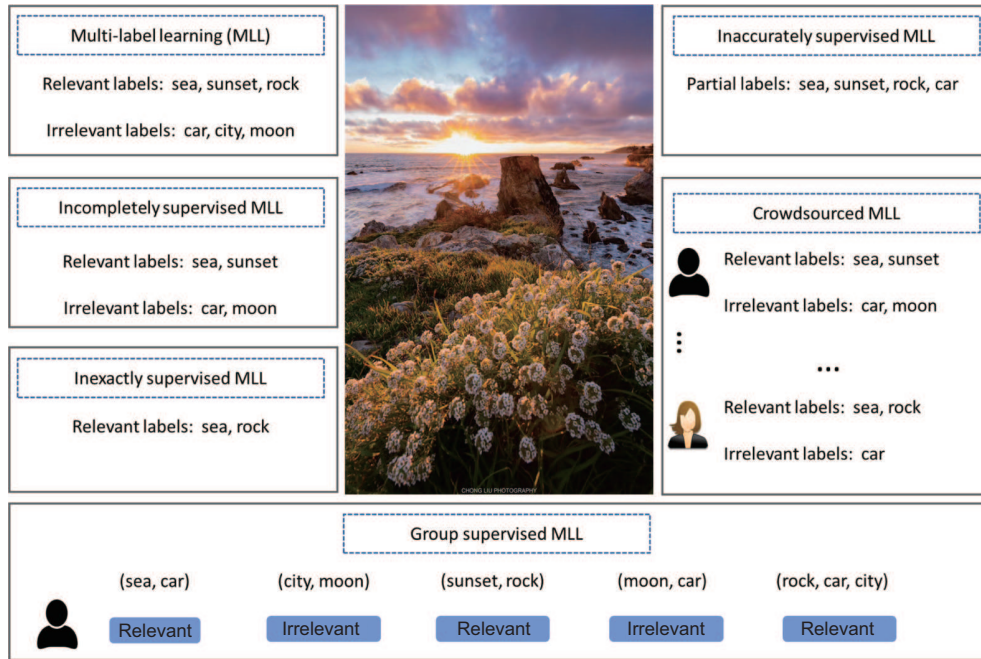 Multi-label learning (MLL)
Relevant labels: sea, sunset, rock
Irrelevant labels: car, city, moon
Incompletely supervised MLL
Relevant labels: sea, sunset
Irrelevant labels: car, moon
Inexactly supervised MLL
Relevant labels: sea, rock
CHONG LIU PHOTOGRAPHY
Inaccurately supervised MLL
Partial labels: sea, sunset, rock, car
Crowdsourced MLL
Relevant labels: sea, sunset
Irrelevant labels: car, moon
...
Relevant labels: sea, rock
Irrelevant labels: car
Group supervised MLL
(sea, car) (city, moon) (sunset, rock) (moon, car) (rock, car, city)
Relevant Irrelevant Relevant Irrelevant Relevant